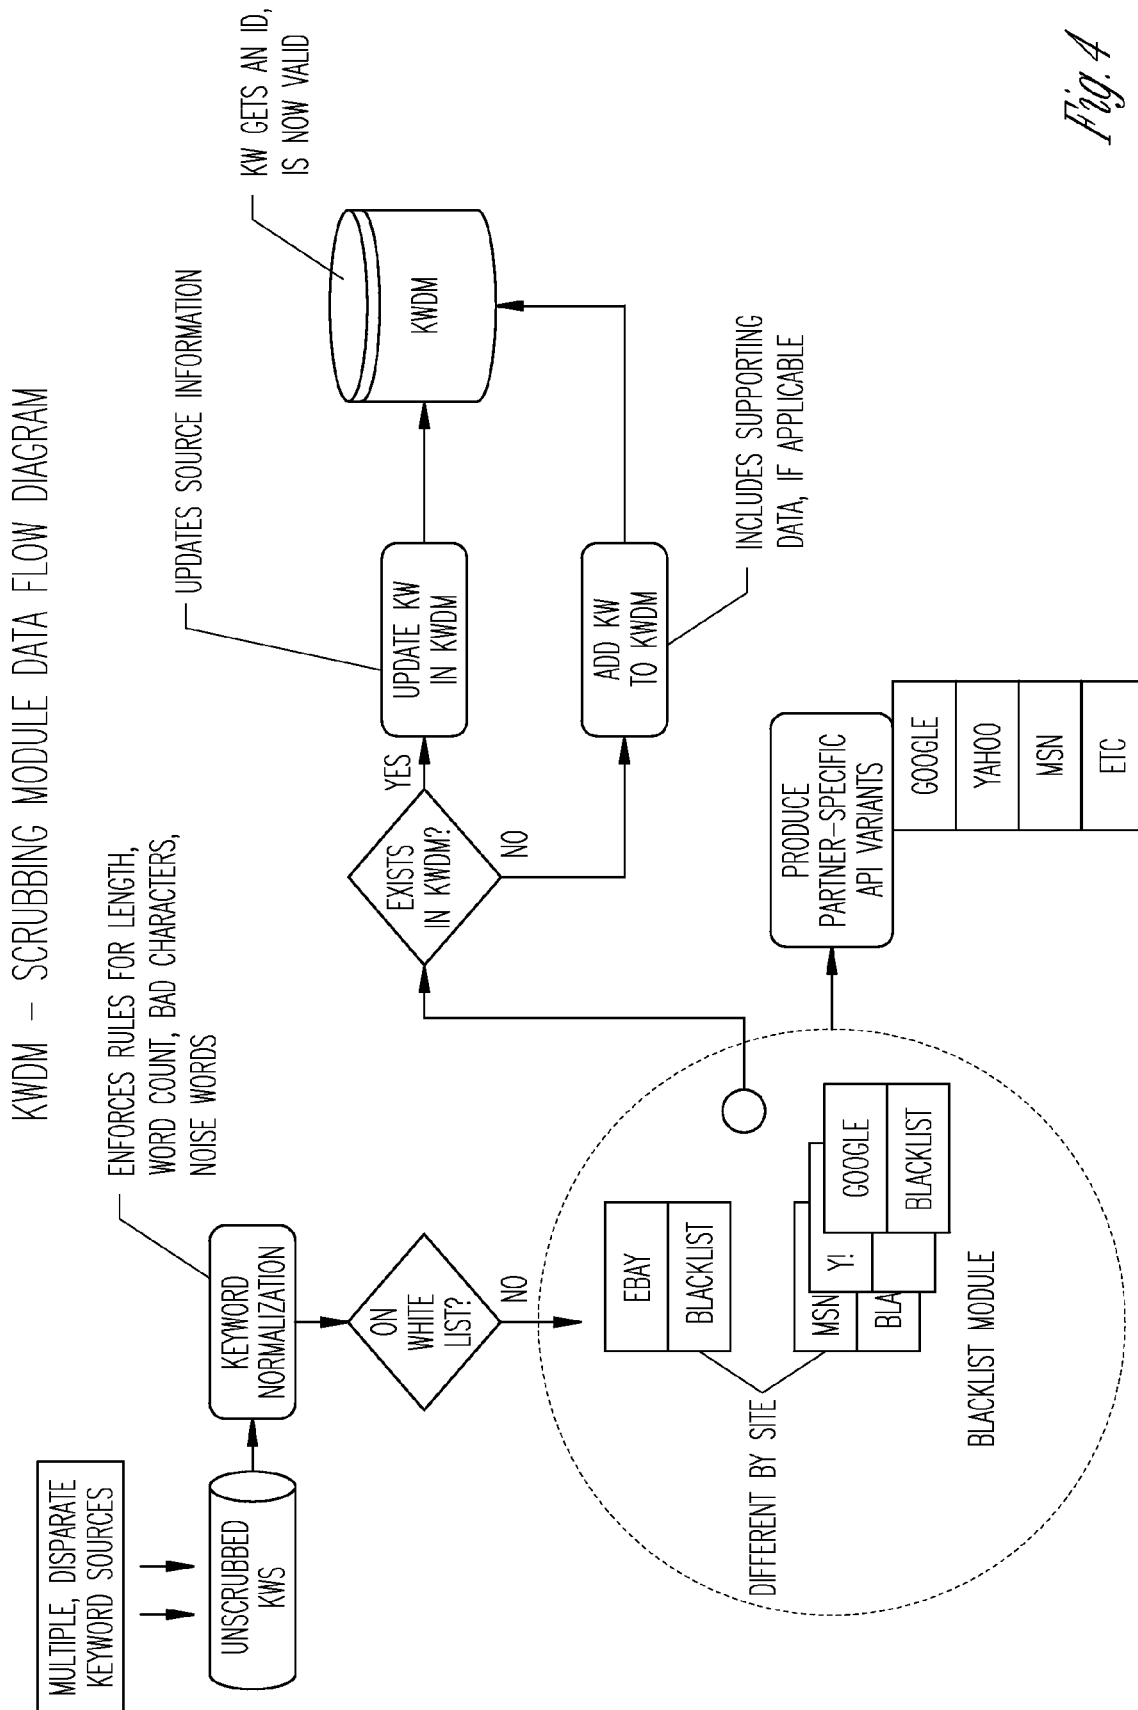 KWDM – SCRUBBING MODULE DATA FLOW DIAGRAM
MULTIPLE, DISPARATE
KEYWORD SOURCES
UNSCRUBBED
KWS
KEYWORD
NORMALIZATION
ENFORCES RULES FOR LENGTH,
WORD COUNT, BAD CHARACTERS,
NOISE WORDS
ON
WHITE
LIST?
NO
EXISTS
IN KWDM?
YES
NO
UPDATE KW
IN KWDM
UPDATES SOURCE INFORMATION
ADD KW
TO KWDM
INCLUDES SUPPORTING
DATA, IF APPLICABLE
KWDM
KW GETS AN ID,
IS NOW VALID
DIFFERENT BY SITE
EBAY
BLACKLIST
MSN
BLA
Y!
GOOGLE
BLACKLIST
BLACKLIST MODULE
PRODUCE
PARTNER–SPECIFIC
API VARIANTS
GOOGLE
YAHOO
MSN
ETC
Fig. 4